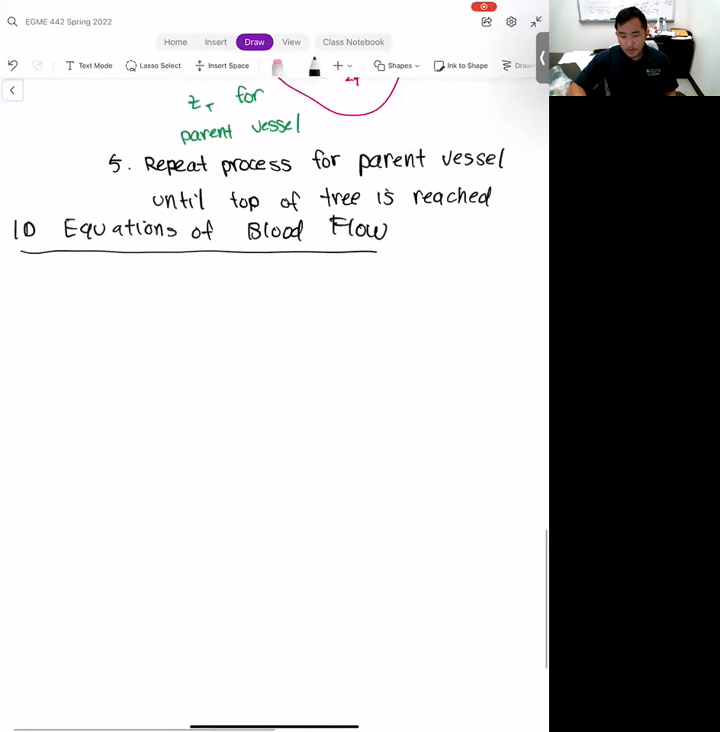 EGME 442 Spring 2022
Home Insert Draw View Class Notebook
Text Mode Lasso Select Insert Space Shapes Ink to Shape Draw
z_T for
parent vessel
5. Repeat process for parent vessel
until top of tree is reached
1D Equations of Blood Flow